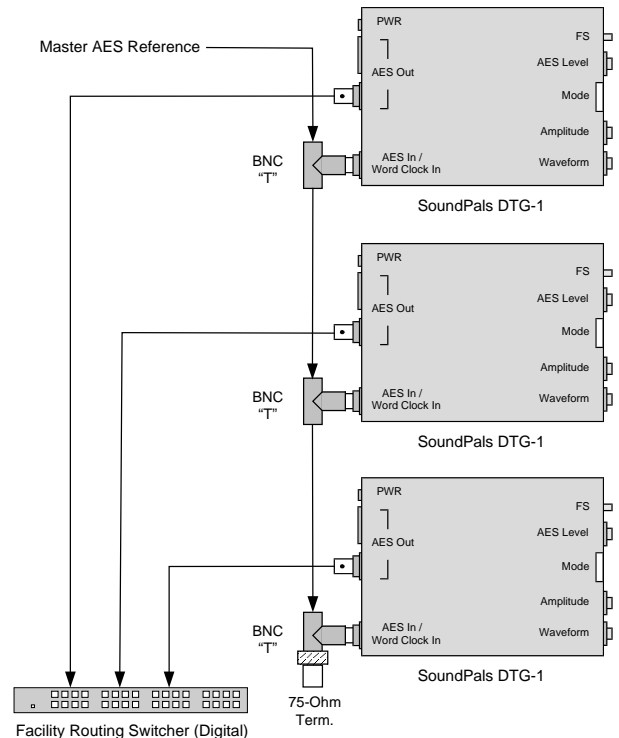 Master AES Reference
PWR
AES Out
FS
AES Level
Mode
Amplitude
Waveform
AES In /
Word Clock In
BNC
“T”
SoundPals DTG-1
PWR
AES Out
FS
AES Level
Mode
Amplitude
Waveform
AES In /
Word Clock In
BNC
“T”
SoundPals DTG-1
PWR
AES Out
FS
AES Level
Mode
Amplitude
Waveform
AES In /
Word Clock In
BNC
“T”
SoundPals DTG-1
75-Ohm
Term.
Facility Routing Switcher (Digital)